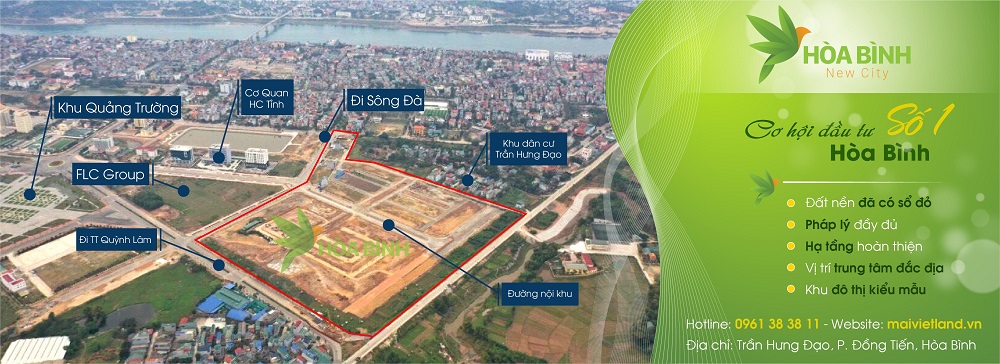 Khu Quảng Trường
Cơ Quan
HC Tỉnh
Đi Sông Đà
Khu dân cư
Trần Hưng Đạo
FLC Group
Đi TT Quỳnh Lâm
HÒA BÌNH
Đường nội khu
HÒA BÌNH
New City
Cơ hội đầu tư Số 1
Hòa Bình
Đất nền đã có sổ đỏ
Pháp lý đầy đủ
Hạ tầng hoàn thiện
Vị trí trung tâm đắc địa
Khu đô thị kiểu mẫu
Hotline: 0961 38 38 11 - Website: maivietland.vn
Địa chỉ: Trần Hưng Đạo, P. Đồng Tiến, Hòa Bình